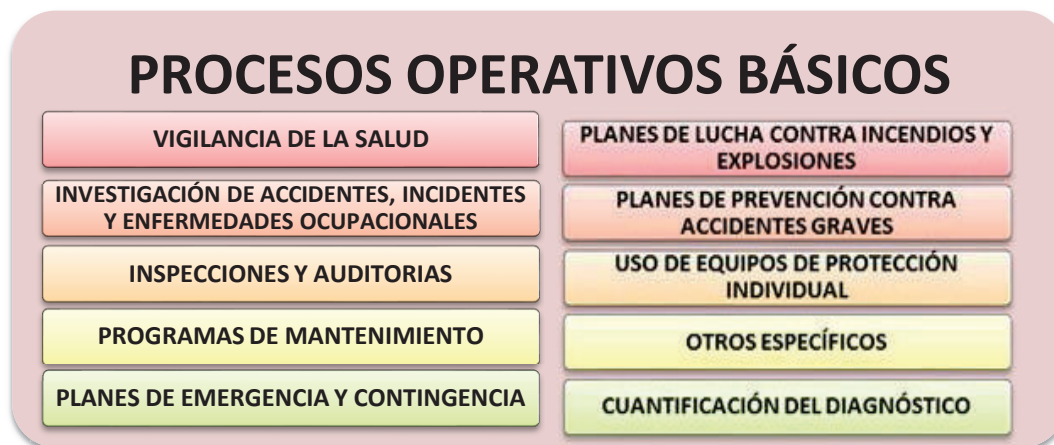 PROCESOS OPERATIVOS BÁSICOS
VIGILANCIA DE LA SALUD
INVESTIGACIÓN DE ACCIDENTES, INCIDENTES
Y ENFERMEDADES OCUPACIONALES
INSPECCIONES Y AUDITORIAS
PROGRAMAS DE MANTENIMIENTO
PLANES DE EMERGENCIA Y CONTINGENCIA
PLANES DE LUCHA CONTRA INCENDIOS Y
EXPLOSIONES
PLANES DE PREVENCIÓN CONTRA
ACCIDENTES GRAVES
USO DE EQUIPOS DE PROTECCIÓN
INDIVIDUAL
OTROS ESPECÍFICOS
CUANTIFICACIÓN DEL DIAGNÓSTICO